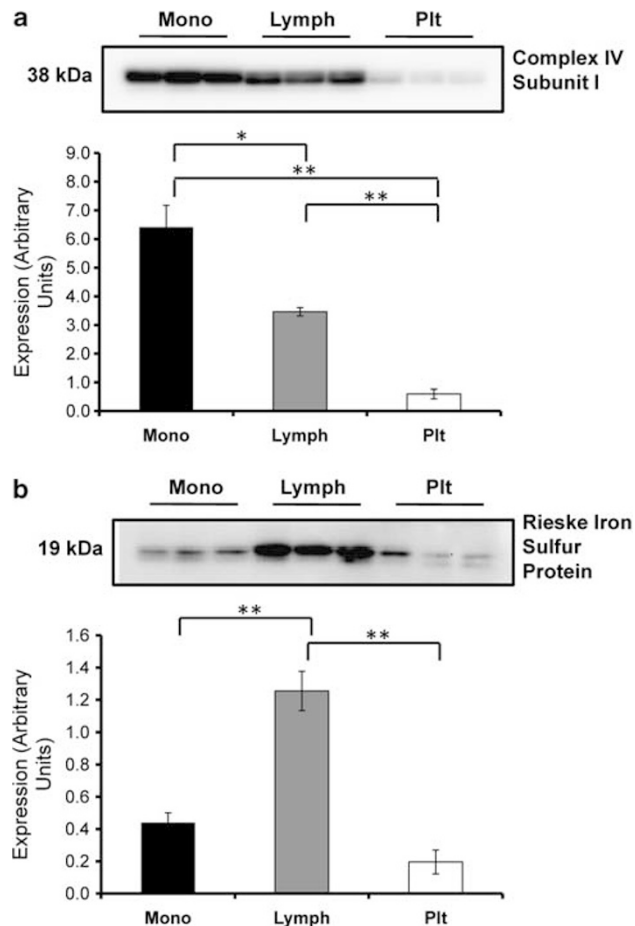 a
Mono Lymph Plt
38 kDa
Complex IV
Subunit I
Expression (Arbitrary
Units)
9.0
8.0
7.0
6.0
5.0
4.0
3.0
2.0
1.0
0.0
*
**
**
Mono Lymph Plt
b
Mono Lymph Plt
19 kDa
Rieske Iron
Sulfur
Protein
Expression (Arbitrary
Units)
1.6
1.4
1.2
1.0
0.8
0.6
0.4
0.2
0.0
** **
Mono Lymph Plt